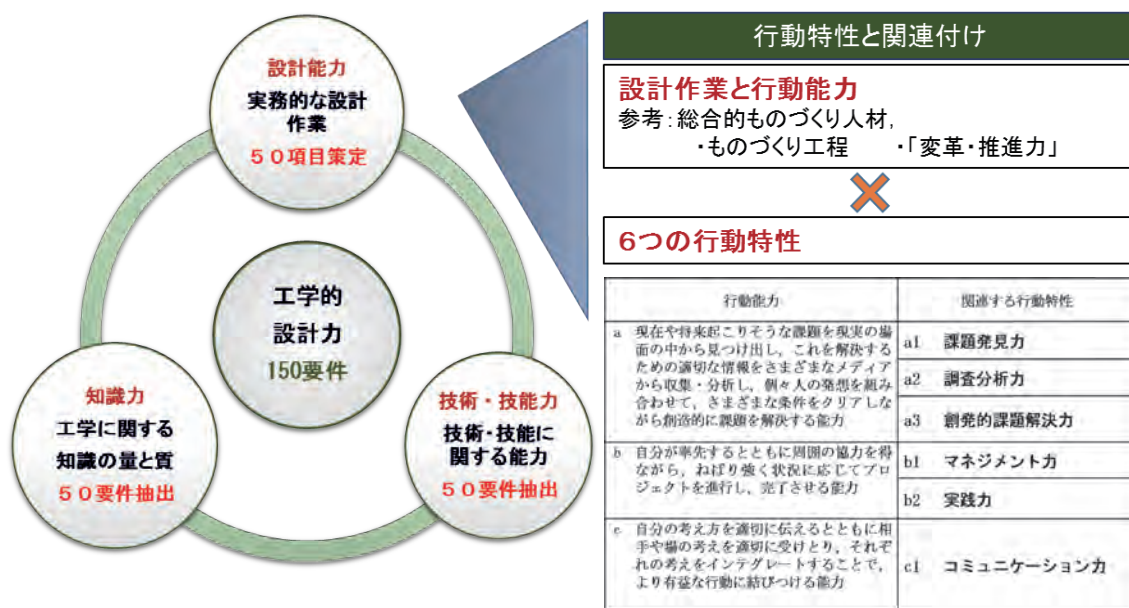 設計能力
実務的な設計
作業
５０項目策定
工学的
設計力
150要件
知識力
工学に関する
知識の量と質
５０要件抽出
技術・技能力
技術・技能に
関する能力
５０要件抽出
行動特性と関連付け
設計作業と行動能力
参考：総合的ものづくり人材，
・ものづくり工程　・「変革・推進力」
６つの行動特性
行動能力
関連する行動特性
a 現在や将来起こりそうな課題を現実の場
面の中から見つけ出し，これを解決する
ための適切な情報をさまざまなメディア
から収集・分析し，個々人の発想を組み
合わせて，さまざまな条件をクリアしな
がら創造的に課題を解決する能力
a1 課題発見力
a2 調査分析力
a3 創発的課題解決力
b 自分が率先するとともに周囲の協力を得
ながら，ねばり強く状況に応じてプロ
ジェクトを進行し，完了させる能力
b1 マネジメント力
b2 実践力
c 自分の考え方を適切に伝えるとともに相
手や場の考えを適切に受けとり，それぞ
れの考えをインテグレートすることで，
より有益な行動に結びつける能力
c1 コミュニケーション力